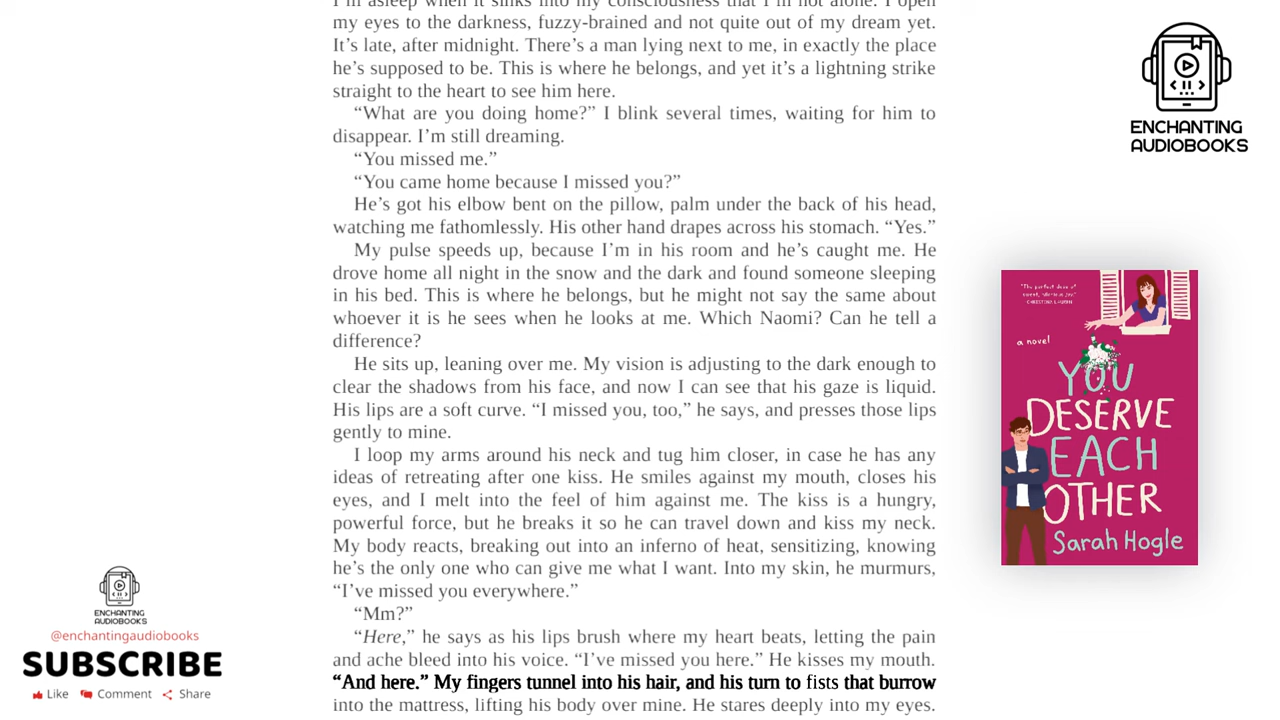 I'm asleep when it sinks into my consciousness that I'm not alone. I open
my eyes to the darkness, fuzzy-brained and not quite out of my dream yet.
It's late, after midnight. There's a man lying next to me, in exactly the place
he's supposed to be. This is where he belongs, and yet it's a lightning strike
straight to the heart to see him here.
“What are you doing home?” I blink several times, waiting for him to
disappear. I'm still dreaming.
“You missed me.”
“You came home because I missed you?”
He's got his elbow bent on the pillow, palm under the back of his head,
watching me fathomlessly. His other hand drapes across his stomach. “Yes.”
My pulse speeds up, because I'm in his room and he's caught me. He
drove home all night in the snow and the dark and found someone sleeping
in his bed. This is where he belongs, but he might not say the same about
whoever it is he sees when he looks at me. Which Naomi? Can he tell a
difference?
He sits up, leaning over me. My vision is adjusting to the dark enough to
clear the shadows from his face, and now I can see that his gaze is liquid.
His lips are a soft curve. “I missed you, too,” he says, and presses those lips
gently to mine.
I loop my arms around his neck and tug him closer, in case he has any
ideas of retreating after one kiss. He smiles against my mouth, closes his
eyes, and I melt into the feel of him against me. The kiss is a hungry,
powerful force, but he breaks it so he can travel down and kiss my neck.
My body reacts, breaking out into an inferno of heat, sensitizing, knowing
he's the only one who can give me what I want. Into my skin, he murmurs,
“I've missed you everywhere.”
“Mm?”
“Here,” he says as his lips brush where my heart beats, letting the pain
and ache bleed into his voice. “I've missed you here.” He kisses my mouth.
“And here.” My fingers tunnel into his hair, and his turn to fists that burrow
into the mattress, lifting his body over mine. He stares deeply into my eyes.
ENCHANTING
AUDIOBOOKS
a novel
YOU
DESERVE
EACH
OTHER
Sarah Hogle
ENCHANTING
AUDIOBOOKS
@enchantingaudiobooks
SUBSCRIBE
Like Comment Share